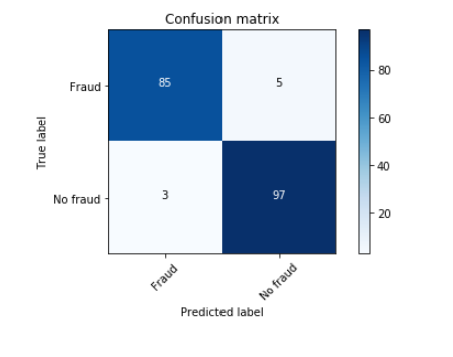 Confusion matrix
Fraud
85
5
No fraud
3
97
Fraud
No fraud
True label
Predicted label
80
60
40
20